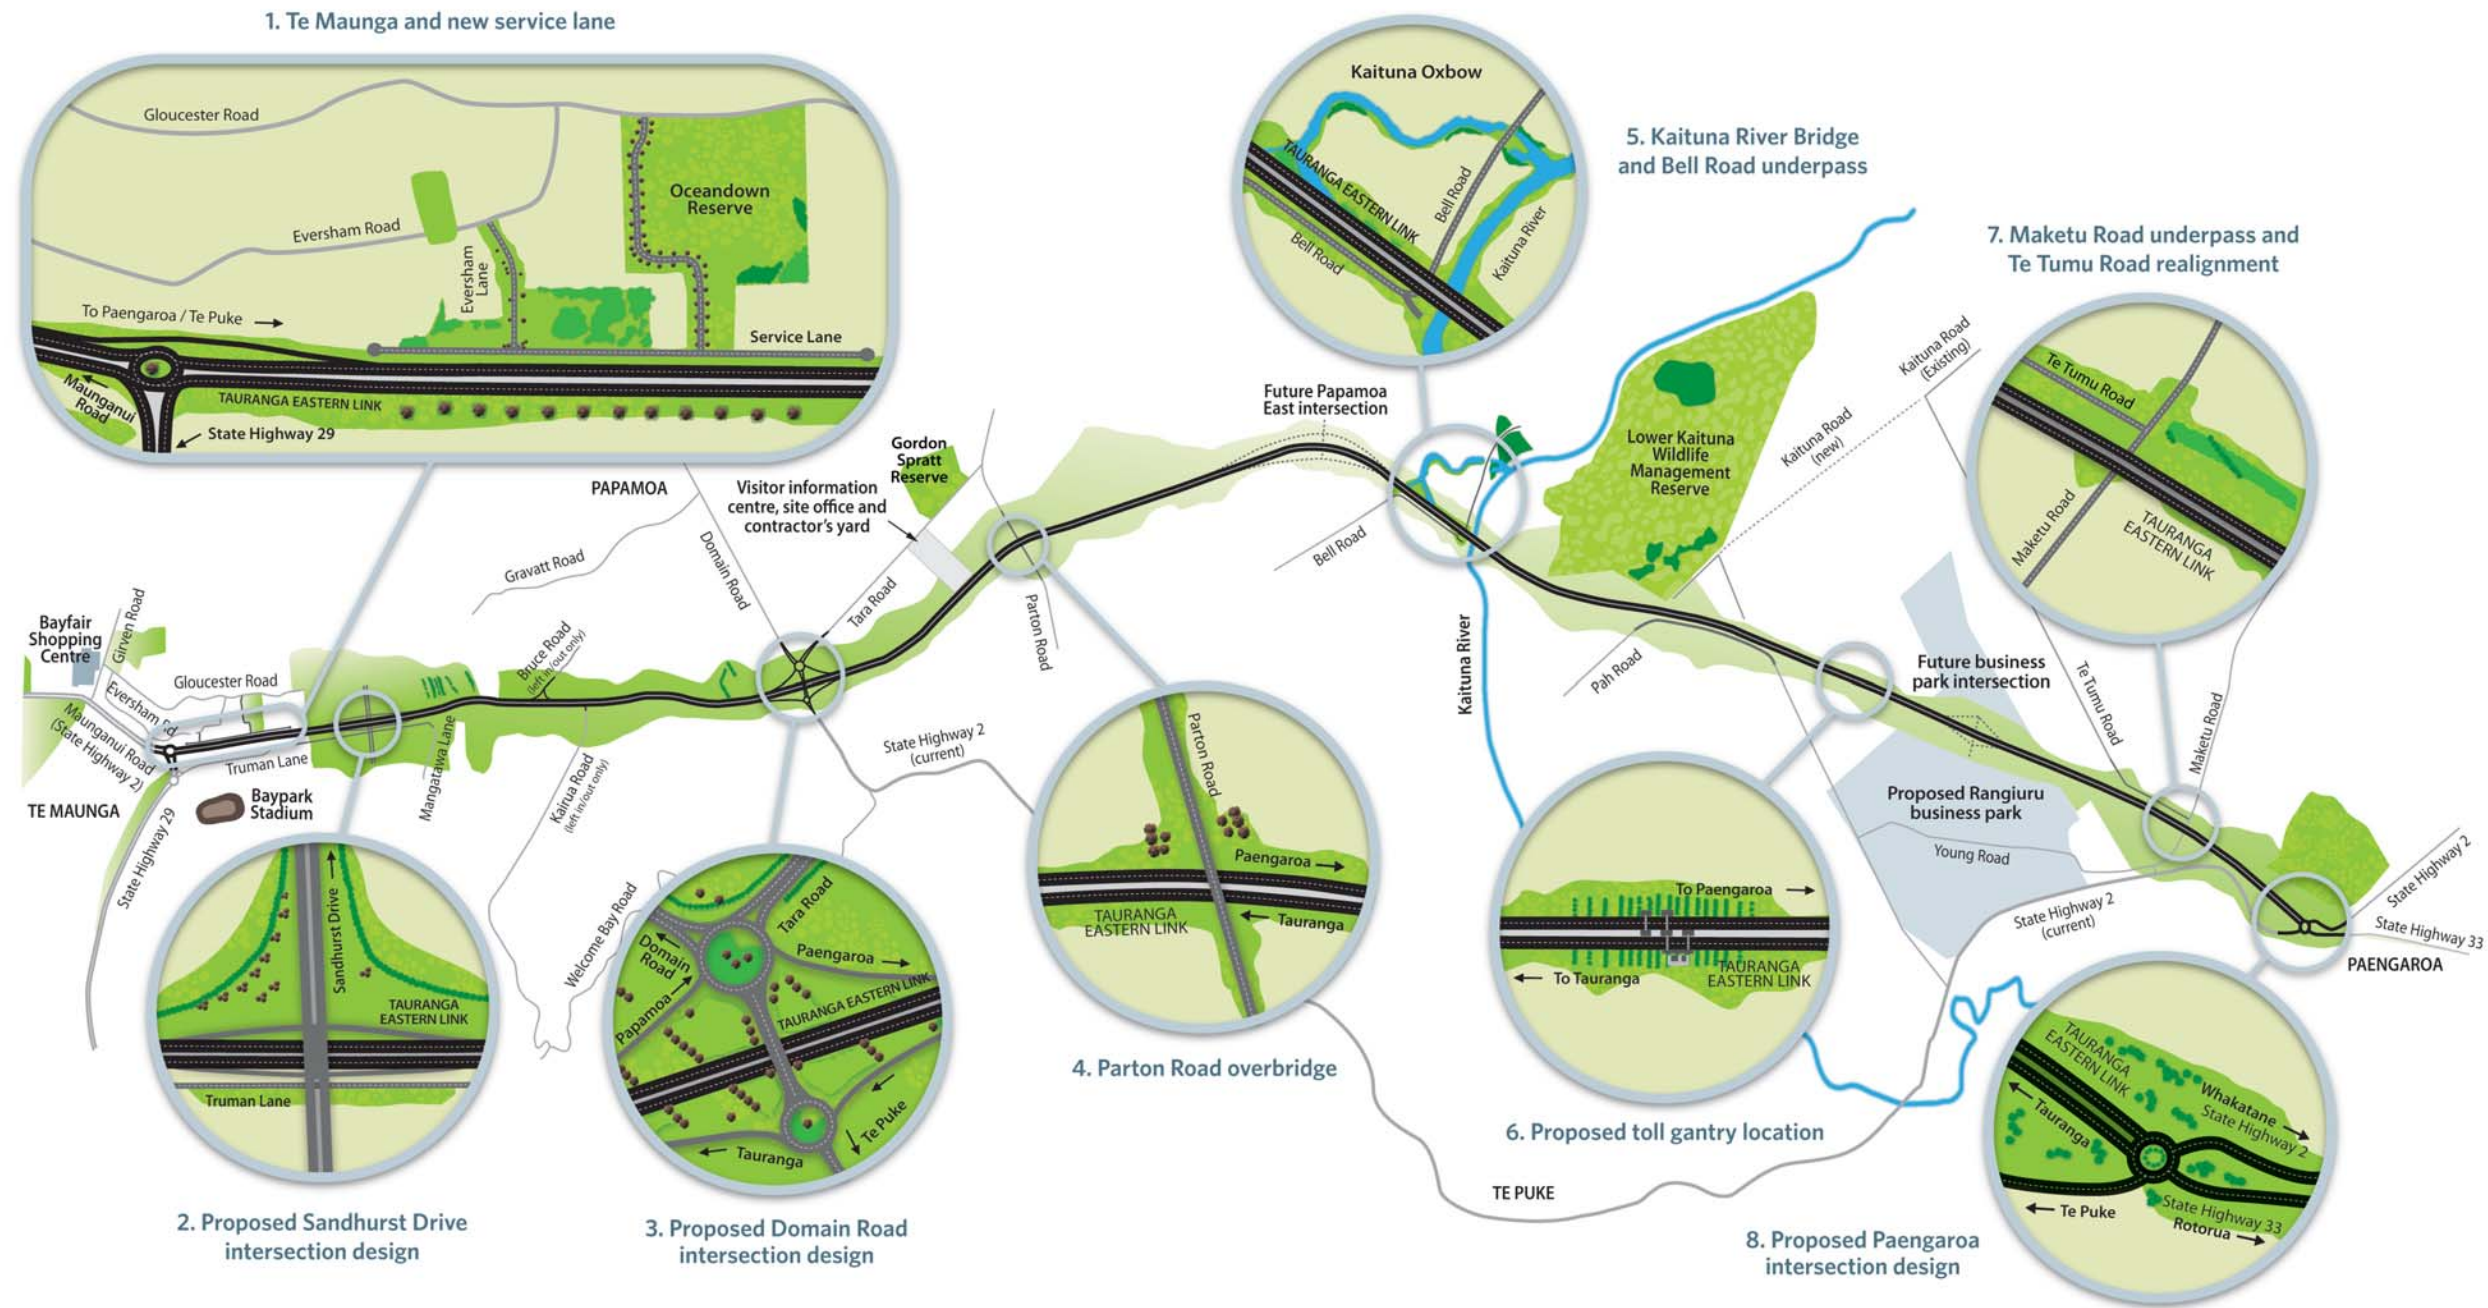 1. Te Maunga and new service lane
Gloucester Road
Oceandown
Reserve
Eversham Road
Eversham
Lane
To Paengaroa / Te Puke
Service Lane
Maunganui
Road
TAURANGA EASTERN LINK
State Highway 29
Kaituna Oxbow
TAURANGA EASTERN LINK
Bell Road
Bell Road
Kaituna River
5. Kaituna River Bridge
and Bell Road underpass
7. Maketu Road underpass and
Te Tumu Road realignment
Te Tumu Road
Maketu Road
TAURANGA
EASTERN LINK
Kaituna Road
(Existing)
Kaituna Road
(new)
Future Papamoa
East intersection
Lower Kaituna
Wildlife
Management
Reserve
Gordon
Spratt
Reserve
PAPAMOA
Visitor information
centre, site office and
contractor's yard
Gravatt Road
Domain Road
Tara Road
Parton Road
Bell Road
Kaituna River
Pah Road
Future business
park intersection
Te Tumu Road
Maketu Road
Bayfair
Shopping
Centre
Girven Road
Gloucester Road
Eversham Rd
Maunganui Road
(State Highway 2)
Truman Lane
TE MAUNGA
Baypark
Stadium
State Highway 29
Mangatawa Lane
Bruce Road
(left in/out only)
Kairua Road
(left in/out only)
State Highway 2
(current)
Welcome Bay Road
Proposed Rangiuru
business park
Young Road
State Highway 2
(current)
State Highway 2
State Highway 33
PAENGAROA
Sandhurst Drive
TAURANGA
EASTERN LINK
Truman Lane
2. Proposed Sandhurst Drive
intersection design
Tara Road
Domain
Road
Paengaroa
Papamoa
TAURANGA EASTERN LINK
Te Puke
Tauranga
3. Proposed Domain Road
intersection design
Parton Road
Paengaroa
TAURANGA
EASTERN LINK
Tauranga
4. Parton Road overbridge
To Paengaroa
To Tauranga
TAURANGA
EASTERN LINK
6. Proposed toll gantry location
TE PUKE
TAURANGA
EASTERN LINK
Whakatane
State Highway 2
Tauranga
Te Puke
State Highway 33
Rotorua
8. Proposed Paengaroa
intersection design